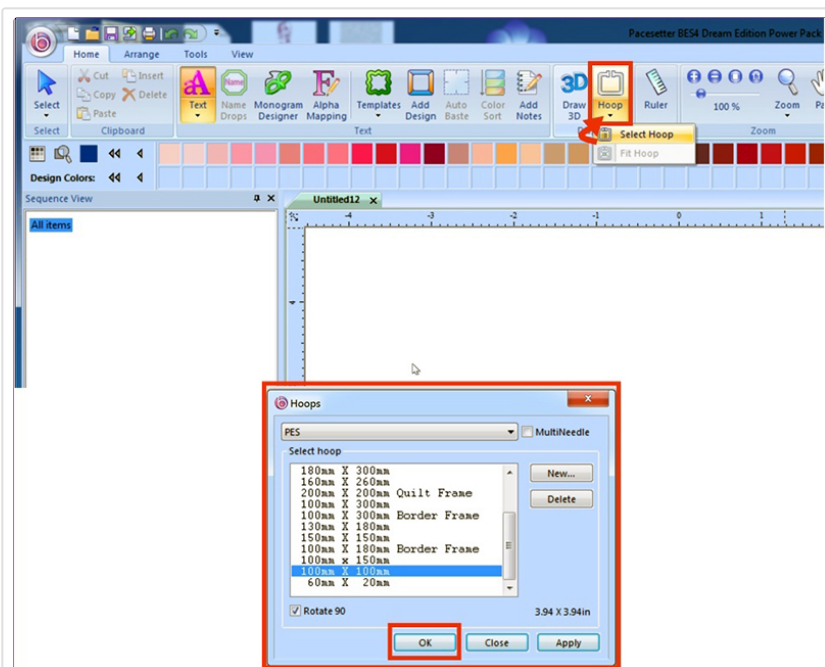 Pacesetter BES4 Dream Edition Power Pack
Home Arrange Tools View
Select
Cut
Copy
Paste
Insert
Delete
Text
Name Drops
Monogram Designer
Alpha Mapping
Templates
Add Design
Auto Baste
Color Sort
Add Notes
Draw 3D
Hoop
Ruler
100 %
Zoom
Select Clipboard Text Zoom
Select Hoop
Fit Hoop
Design Colors:
Sequence View
Untitled12
All items
-4 -3 -2 -1 0 1
Hoops
PES
MultiNeedle
Select hoop
180mm X 300mm
160mm X 260mm
200mm X 200mm Quilt Frame
100mm X 300mm
100mm X 300mm Border Frame
130mm X 180mm
150mm X 150mm
100mm X 180mm Border Frame
100mm x 150mm
100mm X 100mm
60mm X 20mm
New...
Delete
Rotate 90
3.94 X 3.94in
OK Close Apply